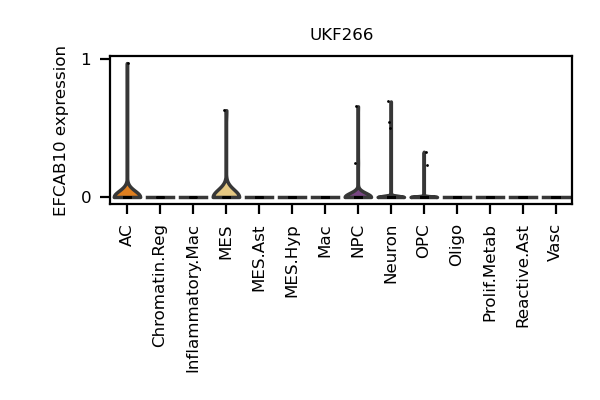 UKF266
EFCAB10 expression
1
0
AC
Chromatin.Reg
Inflammatory.Mac
MES
MES.Ast
MES.Hyp
Mac
NPC
Neuron
OPC
Oligo
Prolif.Metab
Reactive.Ast
Vasc